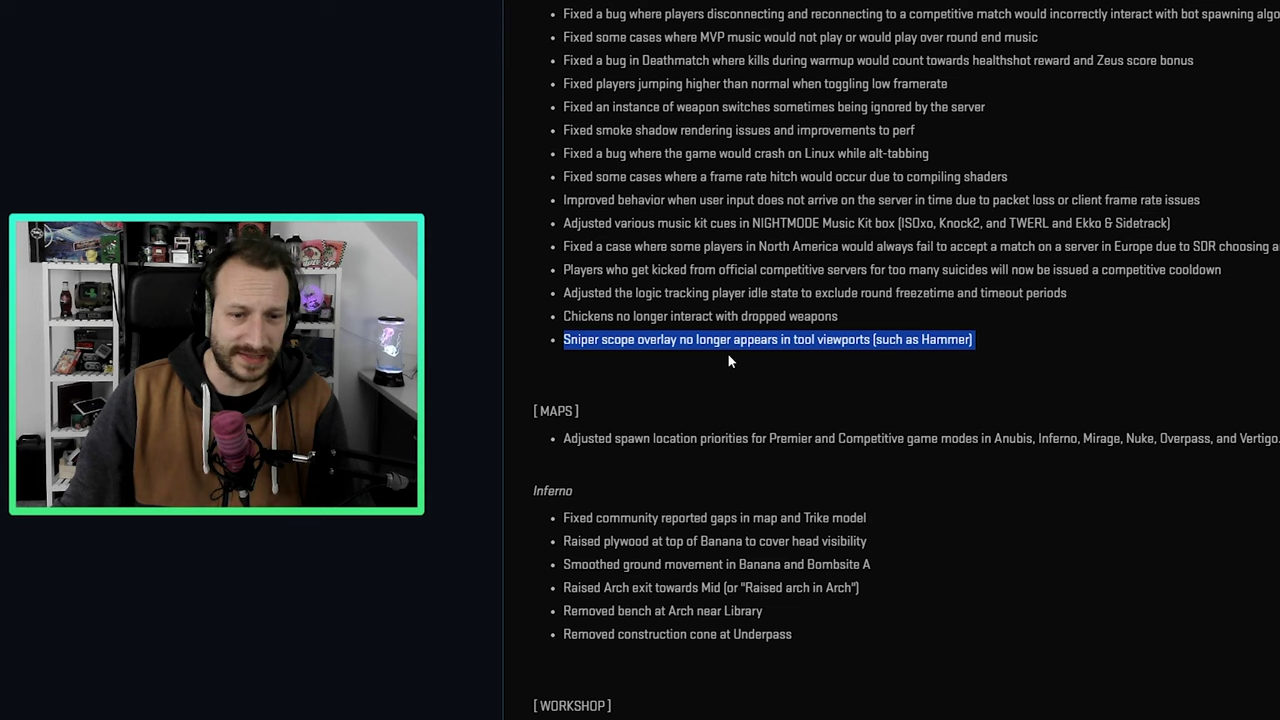 Fixed a bug where players disconnecting and reconnecting to a competitive match would incorrectly interact with bot spawning algo
Fixed some cases where MVP music would not play or would play over round end music
Fixed a bug in Deathmatch where kills during warmup would count towards healthshot reward and Zeus score bonus
Fixed players jumping higher than normal when toggling low framerate
Fixed an instance of weapon switches sometimes being ignored by the server
Fixed smoke shadow rendering issues and improvements to perf
Fixed a bug where the game would crash on Linux while alt-tabbing
Fixed some cases where a frame rate hitch would occur due to compiling shaders
Improved behavior when user input does not arrive on the server in time due to packet loss or client frame rate issues
Adjusted various music kit cues in NIGHTMODE Music Kit box (ISOxo, Knock2, and TWERL and Ekko & Sidetrack)
Fixed a case where some players in North America would always fail to accept a match on a server in Europe due to SDR choosing a
Players who get kicked from official competitive servers for too many suicides will now be issued a competitive cooldown
Adjusted the logic tracking player idle state to exclude round freezetime and timeout periods
Chickens no longer interact with dropped weapons
Sniper scope overlay no longer appears in tool viewports (such as Hammer)
[ MAPS ]
Adjusted spawn location priorities for Premier and Competitive game modes in Anubis, Inferno, Mirage, Nuke, Overpass, and Vertigo.
Inferno
Fixed community reported gaps in map and Trike model
Raised plywood at top of Banana to cover head visibility
Smoothed ground movement in Banana and Bombsite A
Raised Arch exit towards Mid (or "Raised arch in Arch")
Removed bench at Arch near Library
Removed construction cone at Underpass
[ WORKSHOP ]